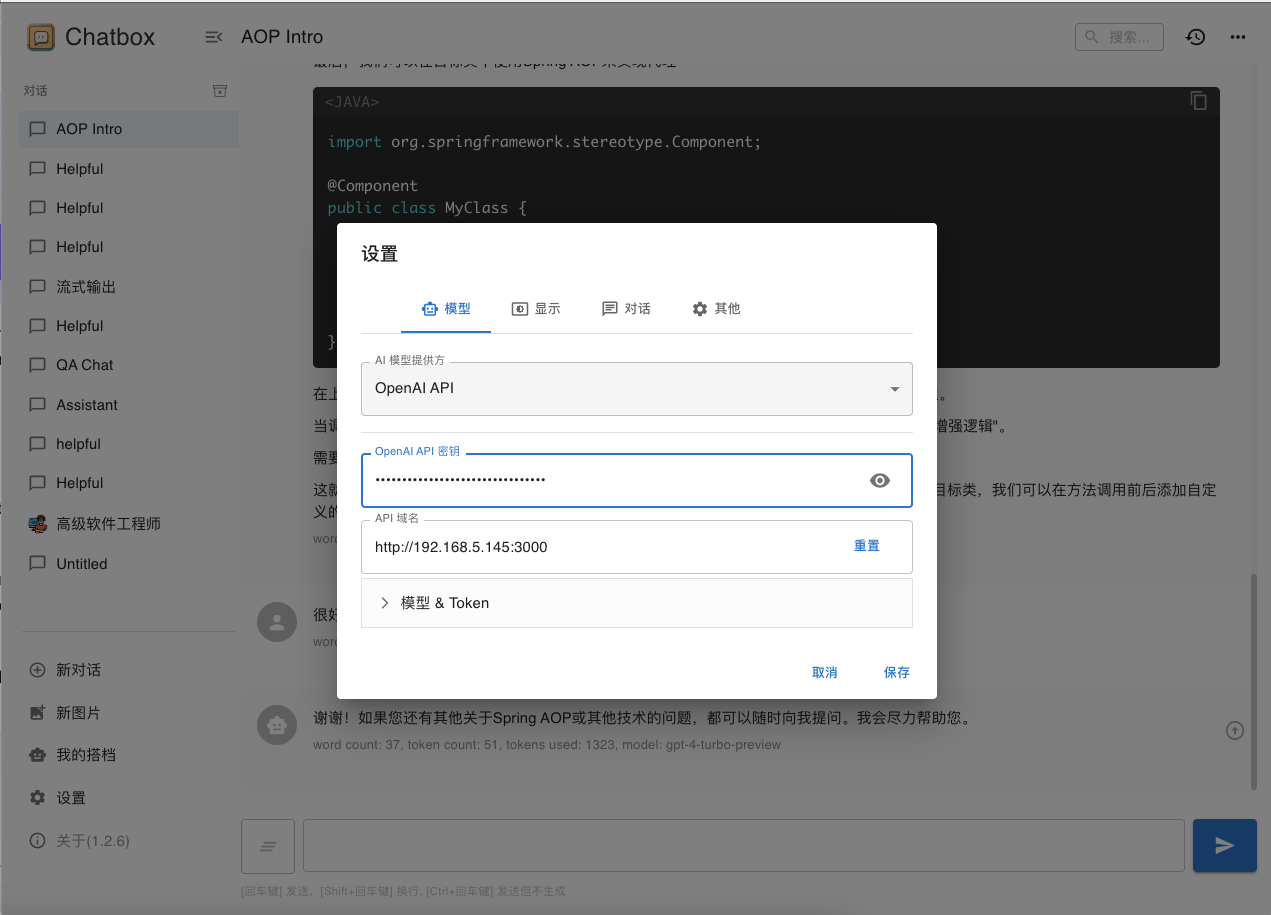 Chatbox
AOP Intro
搜索...
对话
AOP Intro
Helpful
Helpful
Helpful
流式输出
Helpful
QA Chat
Assistant
helpful
Helpful
高级软件工程师
Untitled
新对话
新图片
我的搭档
设置
关于(1.2.6)
<JAVA>
import org.springframework.stereotype.Component;
@Component
public class MyClass {
}
在上
当调
增强逻辑"。
需要
这就
目标类，我们可以在方法调用前后添加自定
义的
word
设置
模型
显示
对话
其他
AI 模型提供方
OpenAI API
OpenAI API 密钥
••••••••••••••••••••••••••••••••
API 域名
http://192.168.5.145:3000
重置
模型 & Token
取消
保存
很好
word
谢谢！如果您还有其他关于Spring AOP或其他技术的问题，都可以随时向我提问。我会尽力帮助您。
word count: 37, token count: 51, tokens used: 1323, model: gpt-4-turbo-preview
[回车键] 发送，[Shift+回车键] 换行, [Ctrl+回车键] 发送但不生成